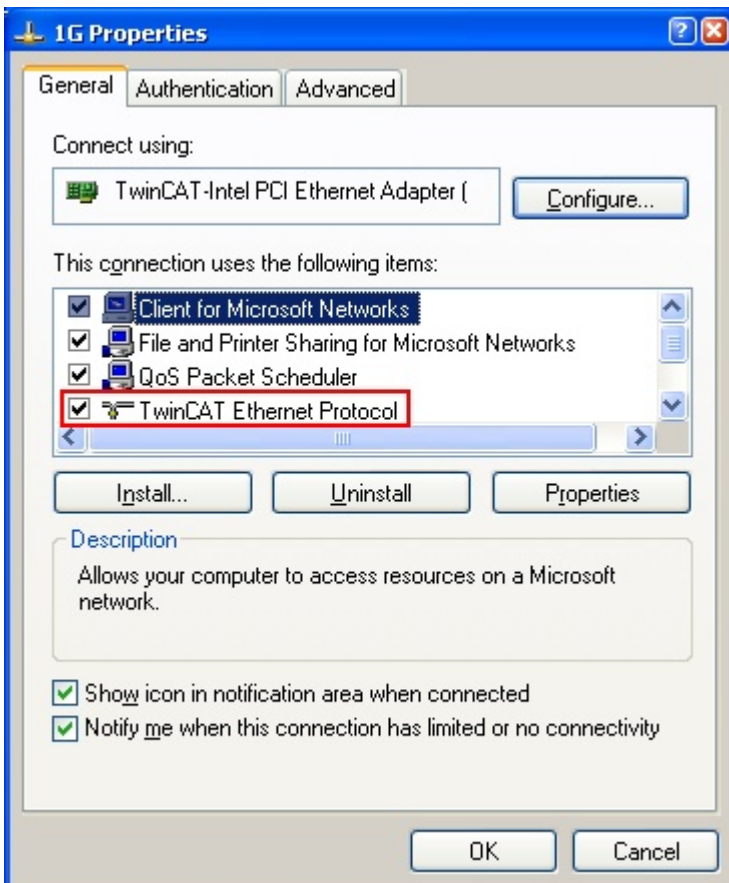 1G Properties
General Authentication Advanced
Connect using:
TwinCAT-Intel PCI Ethernet Adapter (
Configure...
This connection uses the following items:
Client for Microsoft Networks
File and Printer Sharing for Microsoft Networks
QoS Packet Scheduler
TwinCAT Ethernet Protocol
Install... Uninstall Properties
Description
Allows your computer to access resources on a Microsoft
network.
Show icon in notification area when connected
Notify me when this connection has limited or no connectivity
OK Cancel